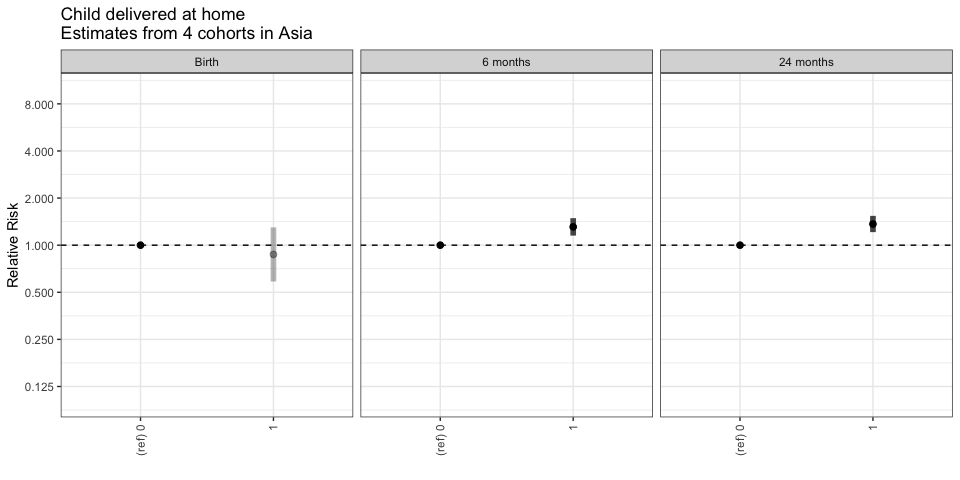 Child delivered at home
Estimates from 4 cohorts in Asia
Birth
6 months
24 months
Relative Risk
8.000
4.000
2.000
1.000
0.500
0.250
0.125
(ref) 0
1
(ref) 0
1
(ref) 0
1